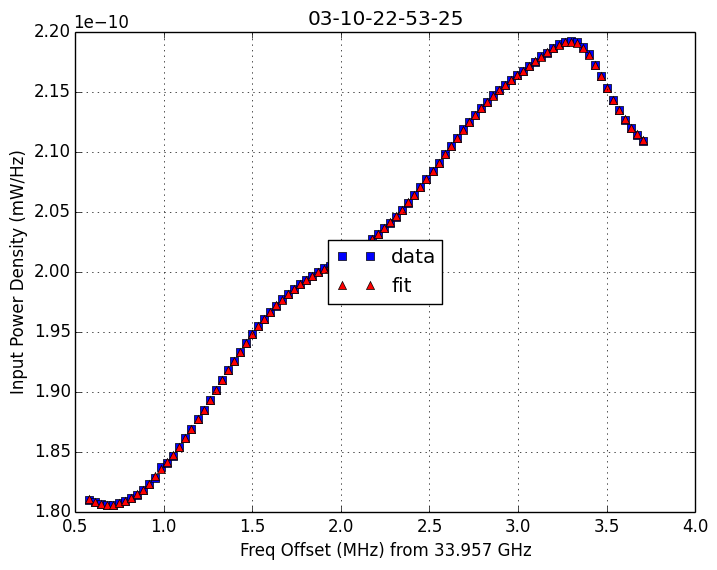 03-10-22-53-25
1e−10
2.20
2.15
2.10
2.05
2.00
1.95
1.90
1.85
1.80
Input Power Density (mW/Hz)
data
fit
0.5 1.0 1.5 2.0 2.5 3.0 3.5 4.0
Freq Offset (MHz) from 33.957 GHz